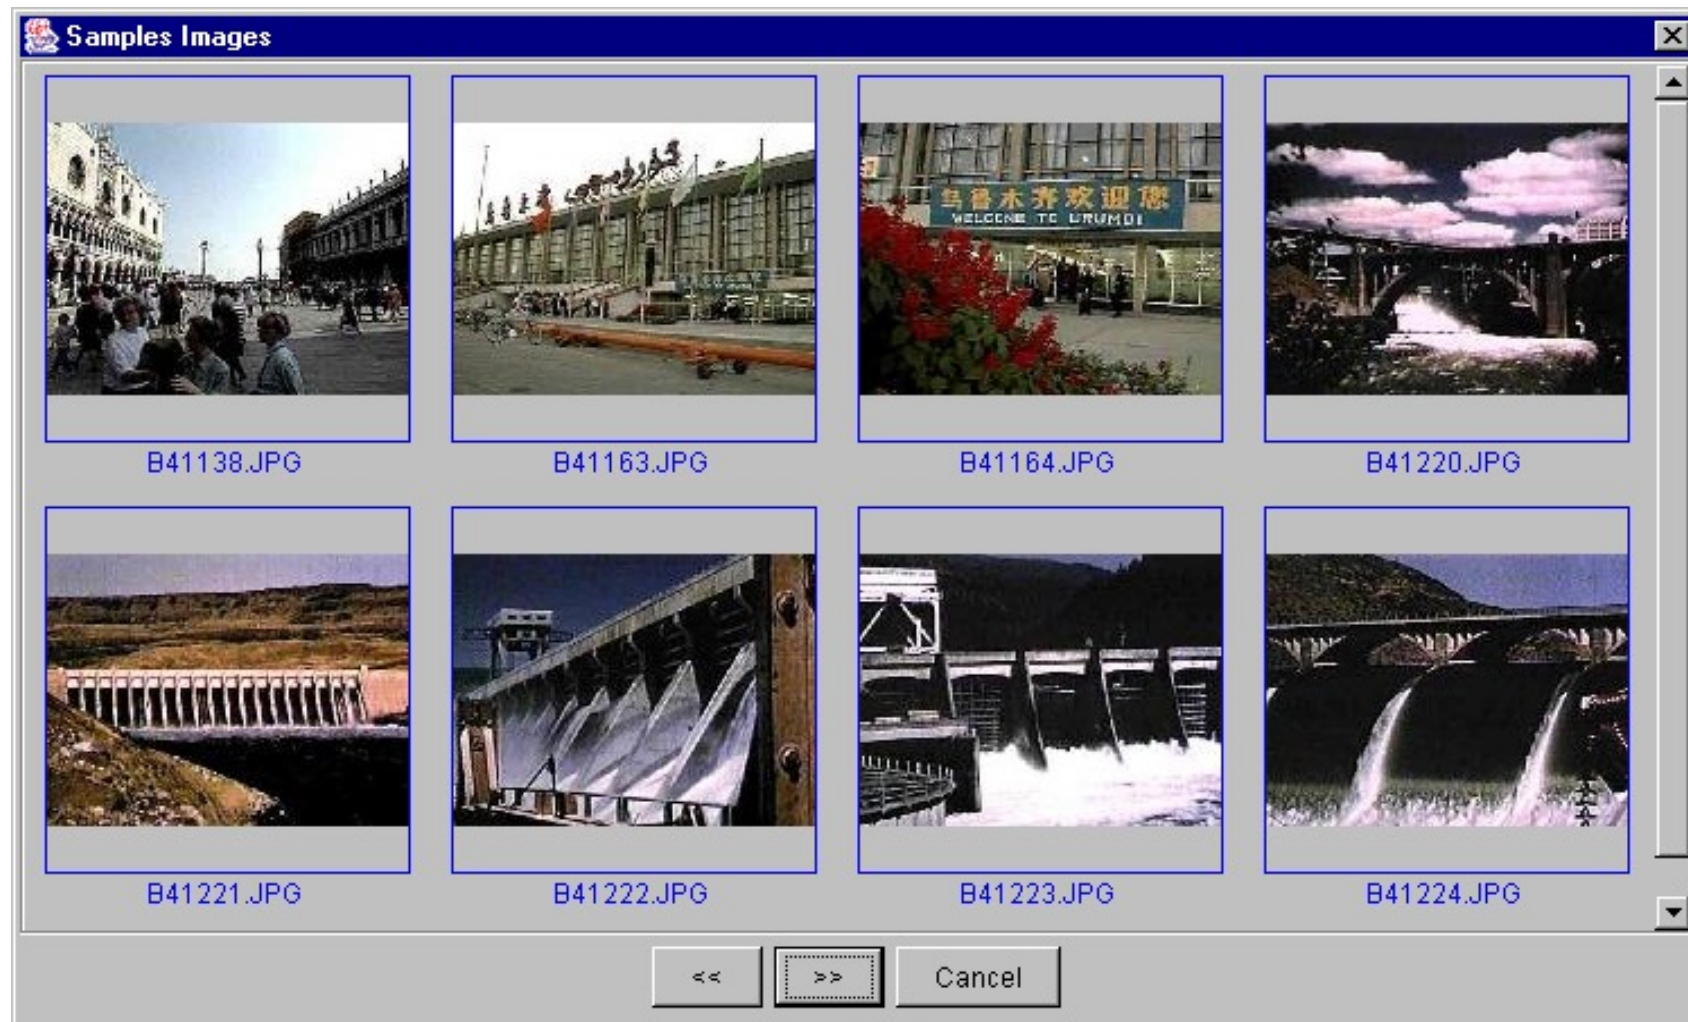 Samples Images
乌鲁木齐欢迎您
WELCOME TO URUMQI
B41138.JPG
B41163.JPG
B41164.JPG
B41220.JPG
B41221.JPG
B41222.JPG
B41223.JPG
B41224.JPG
<<
>>
Cancel